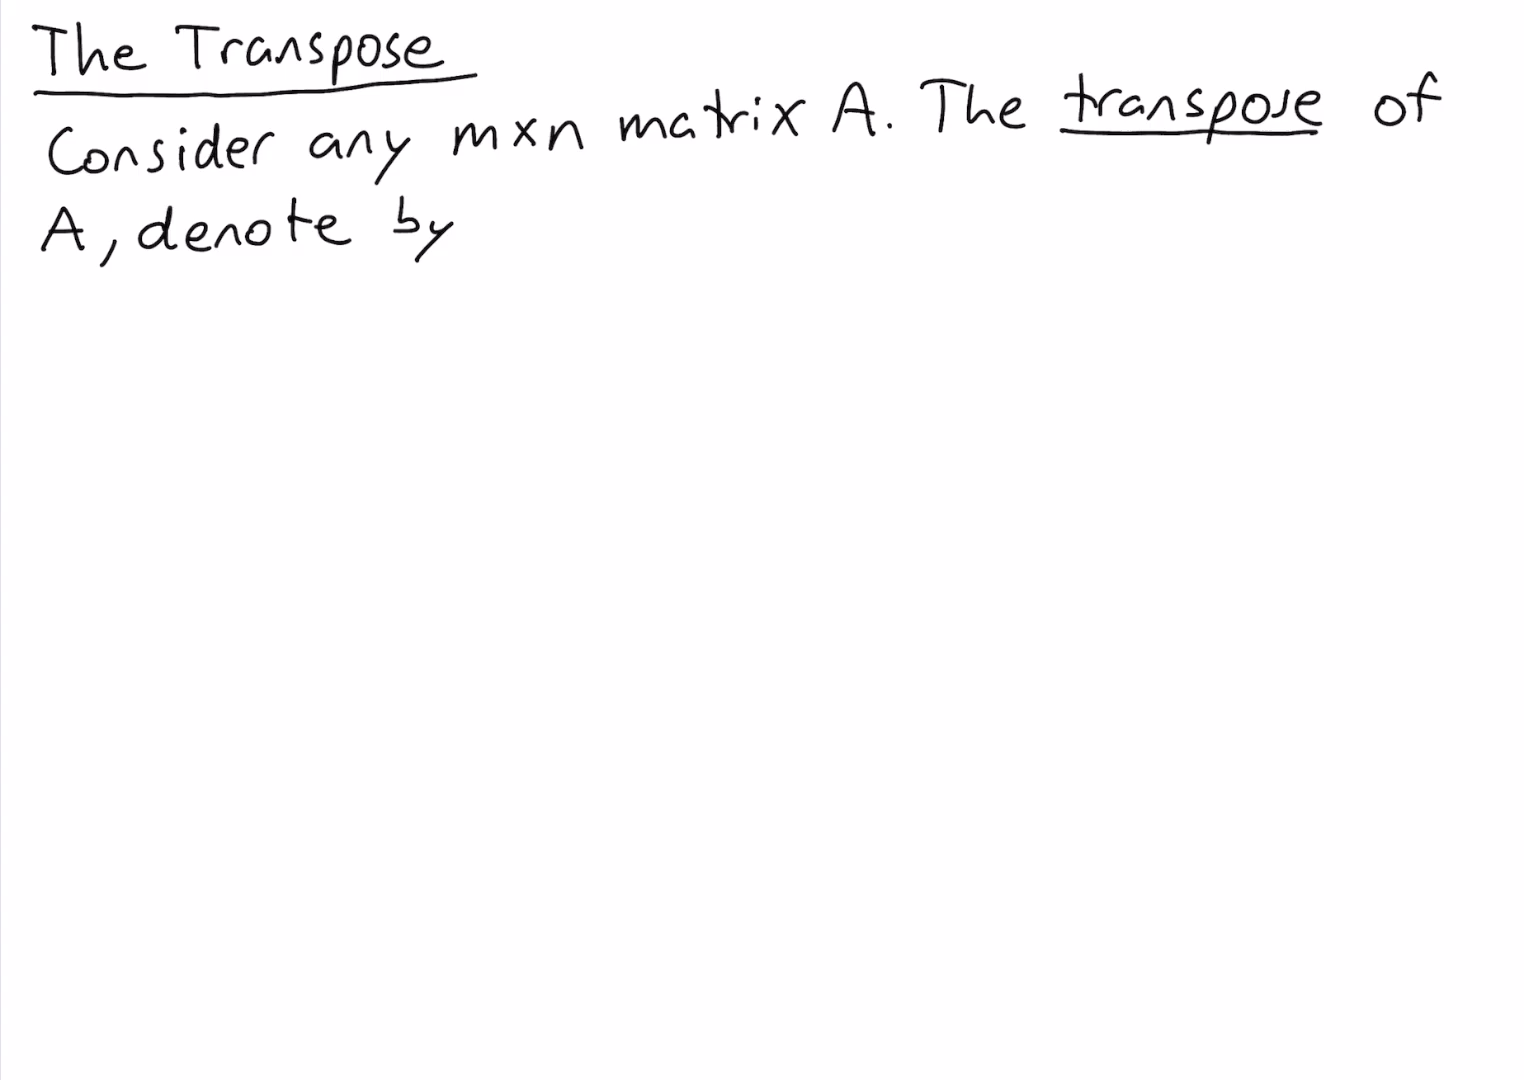 The Transpose
Consider any mxn matrix A. The transpose of
A, denote by